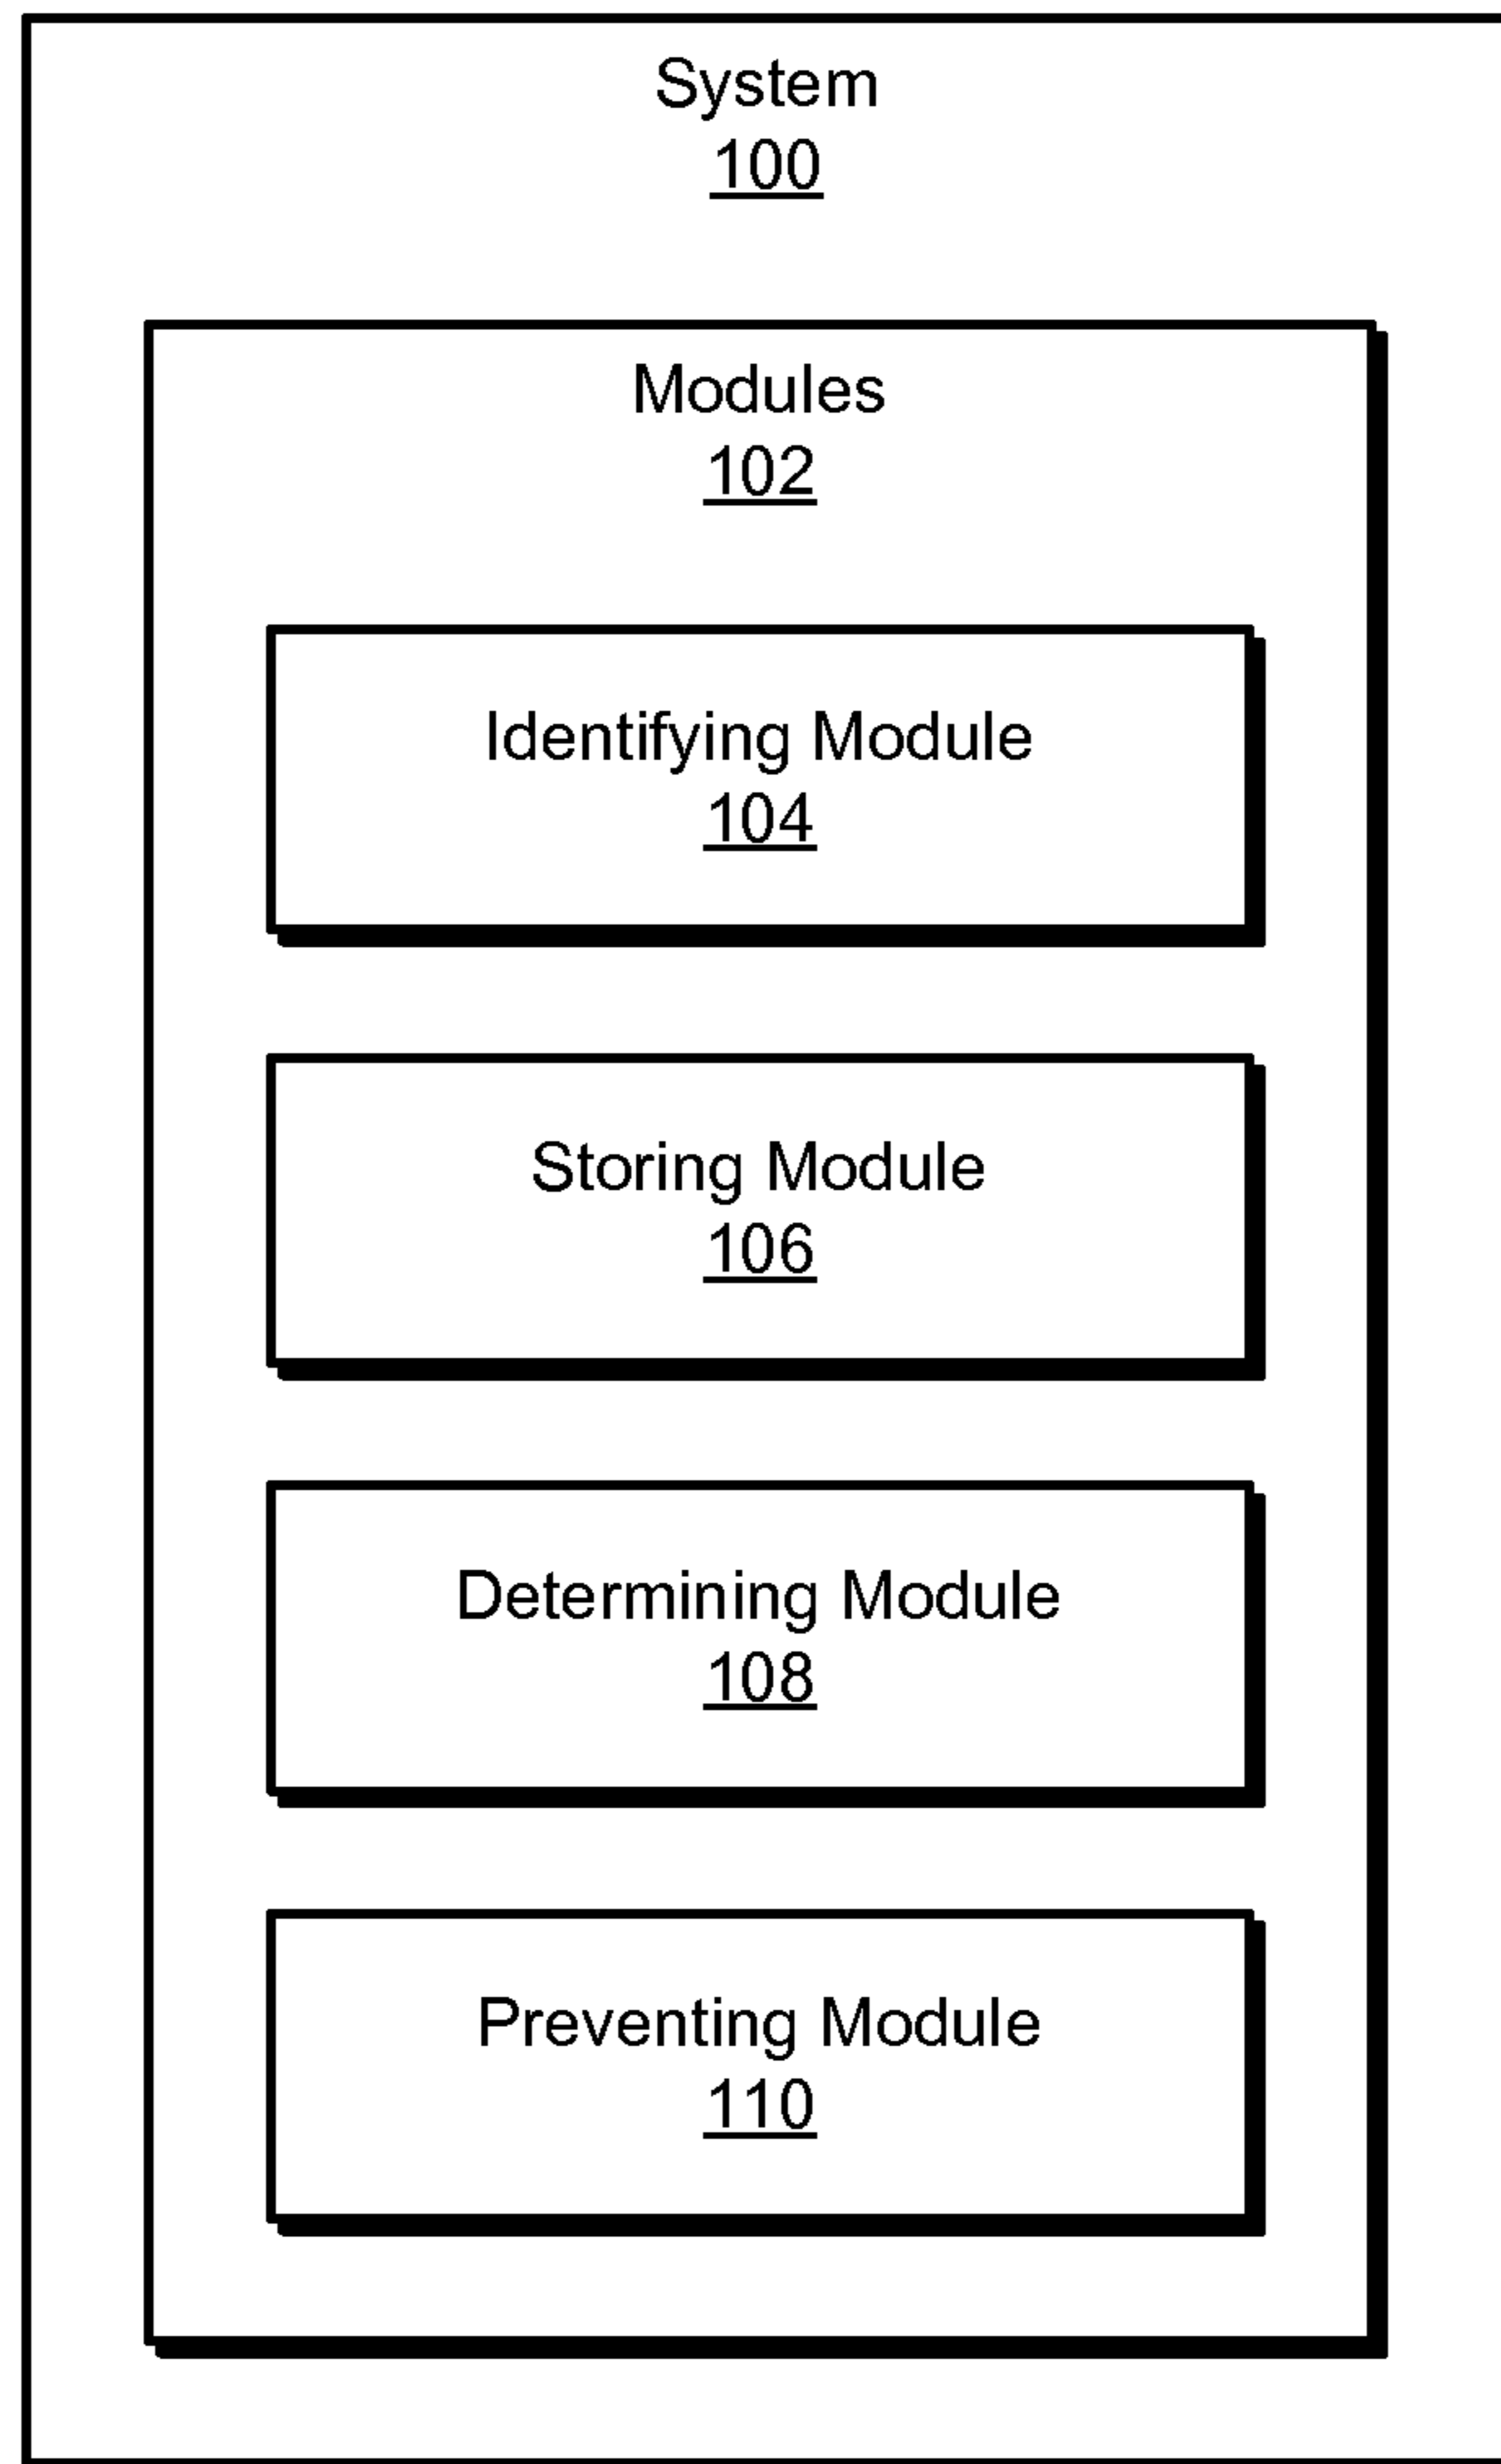 System
100
Modules
102
Identifying Module
104
Storing Module
106
Determining Module
108
Preventing Module
110